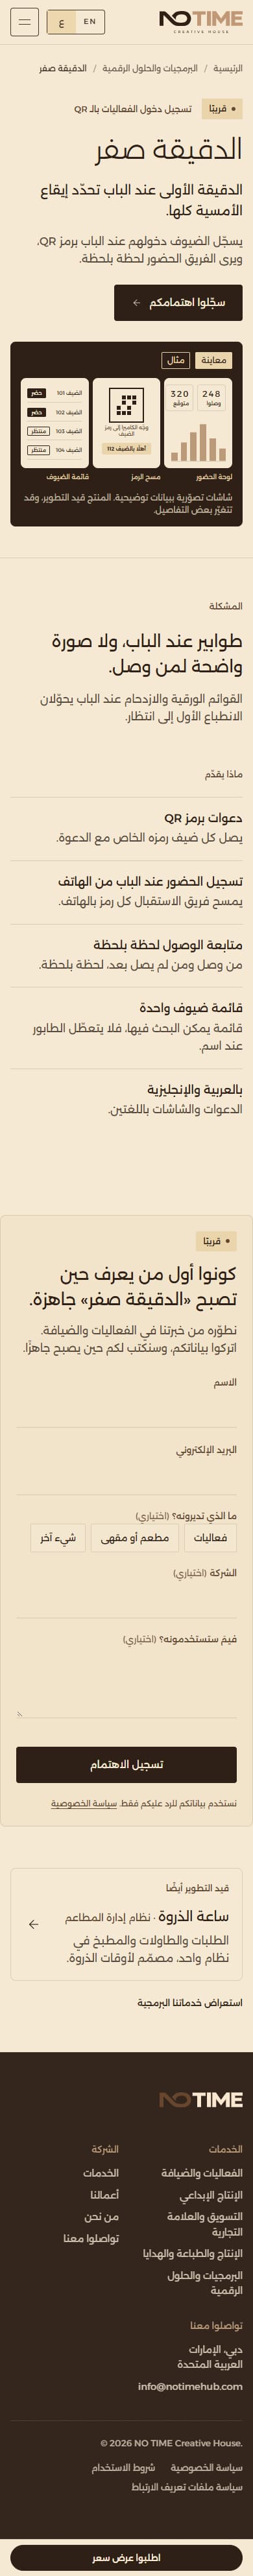 NOTIME
CREATIVE HOUSE
EN
ع
الرئيسية / البرمجيات والحلول الرقمية / الدقيقة صفر
قريبًا
تسجيل دخول الفعاليات بالـ QR
الدقيقة صفر
الدقيقة الأولى عند الباب تحدّد إيقاع
الأمسية كلها.
يسجّل الضيوف دخولهم عند الباب برمز QR،
ويرى الفريق الحضور لحظة بلحظة.
سجّلوا اهتمامكم
معاينة
مثال
248
وصلوا
320
متوقع
لوحة الحضور
وجّه الكاميرا إلى رمز
الضيف
أهلًا بالضيف 112
مسح الرمز
الضيف 101
حضر
الضيف 102
حضر
الضيف 103
منتظر
الضيف 104
منتظر
قائمة الضيوف
شاشات تصوّرية ببيانات توضيحية. المنتج قيد التطوير، وقد
تتغيّر بعض التفاصيل.
المشكلة
طوابير عند الباب، ولا صورة
واضحة لمن وصل.
القوائم الورقية والازدحام عند الباب يحوّلان
الانطباع الأول إلى انتظار.
ماذا يقدّم
دعوات برمز QR
يصل كل ضيف رمزه الخاص مع الدعوة.
تسجيل الحضور عند الباب من الهاتف
يمسح فريق الاستقبال كل رمز بالهاتف.
متابعة الوصول لحظة بلحظة
من وصل ومن لم يصل بعد، لحظة بلحظة.
قائمة ضيوف واحدة
قائمة يمكن البحث فيها، فلا يتعطّل الطابور
عند اسم.
بالعربية والإنجليزية
الدعوات والشاشات باللغتين.
قريبًا
كونوا أول من يعرف حين
تصبح «الدقيقة صفر» جاهزة.
نطوّره من خبرتنا في الفعاليات والضيافة.
اتركوا بياناتكم، وسنكتب لكم حين يصبح جاهزًا.
الاسم
البريد الإلكتروني
ما الذي تديرونه؟ (اختياري)
فعاليات
مطعم أو مقهى
شيء آخر
الشركة (اختياري)
فيمَ ستستخدمونه؟ (اختياري)
تسجيل الاهتمام
نستخدم بياناتكم للرد عليكم فقط. سياسة الخصوصية
قيد التطوير أيضًا
ساعة الذروة · نظام إدارة المطاعم
الطلبات والطاولات والمطبخ في
نظام واحد، مصمّم لأوقات الذروة.
استعراض خدماتنا البرمجية
NOTIME
الخدمات
الفعاليات والضيافة
الإنتاج الإبداعي
التسويق والعلامة
التجارية
الإنتاج والطباعة والهدايا
البرمجيات والحلول
الرقمية
الشركة
الخدمات
أعمالنا
من نحن
تواصلوا معنا
تواصلوا معنا
دبي، الإمارات
العربية المتحدة
info@notimehub.com
© 2026 NO TIME Creative House.
سياسة الخصوصية
شروط الاستخدام
سياسة ملفات تعريف الارتباط
اطلبوا عرض سعر